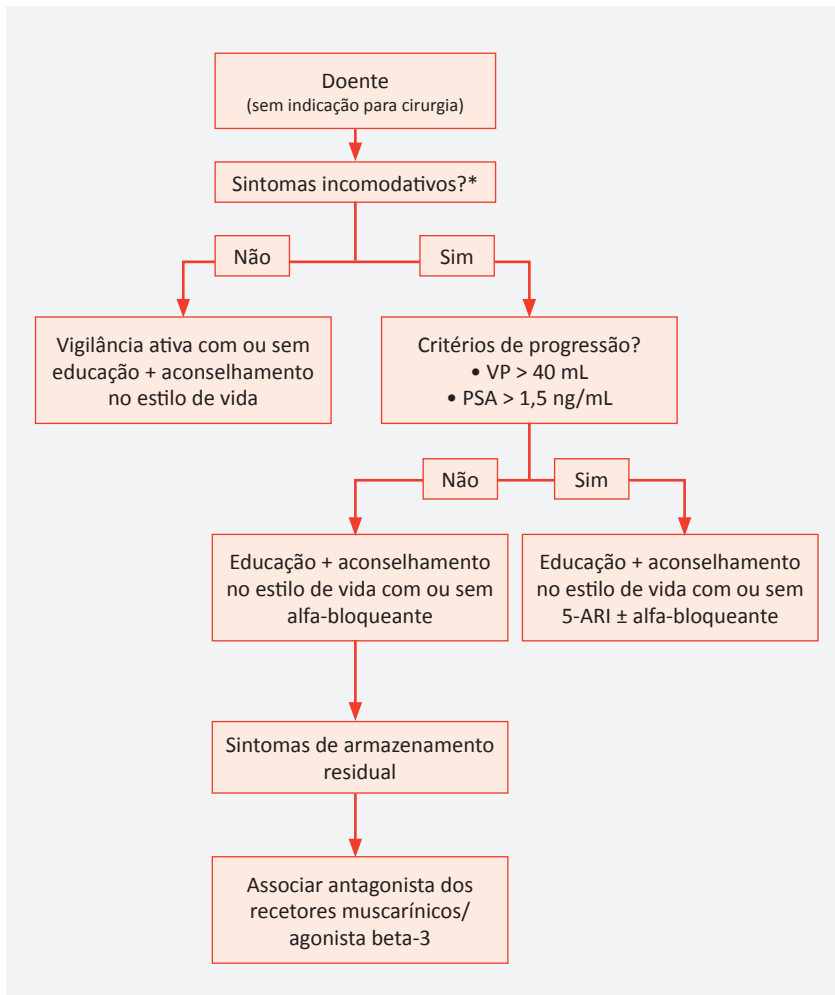 Doente
(sem indicação para cirurgia)
Sintomas incomodativos?*
Não
Sim
Vigilância ativa com ou sem
educação + aconselhamento
no estilo de vida
Critérios de progressão?
• VP > 40 mL
• PSA > 1,5 ng/mL
Não
Sim
Educação + aconselhamento
no estilo de vida com ou sem
alfa-bloqueante
Educação + aconselhamento
no estilo de vida com ou sem
5-ARI ± alfa-bloqueante
Sintomas de armazenamento
residual
Associar antagonista dos
recetores muscarínicos/
agonista beta-3